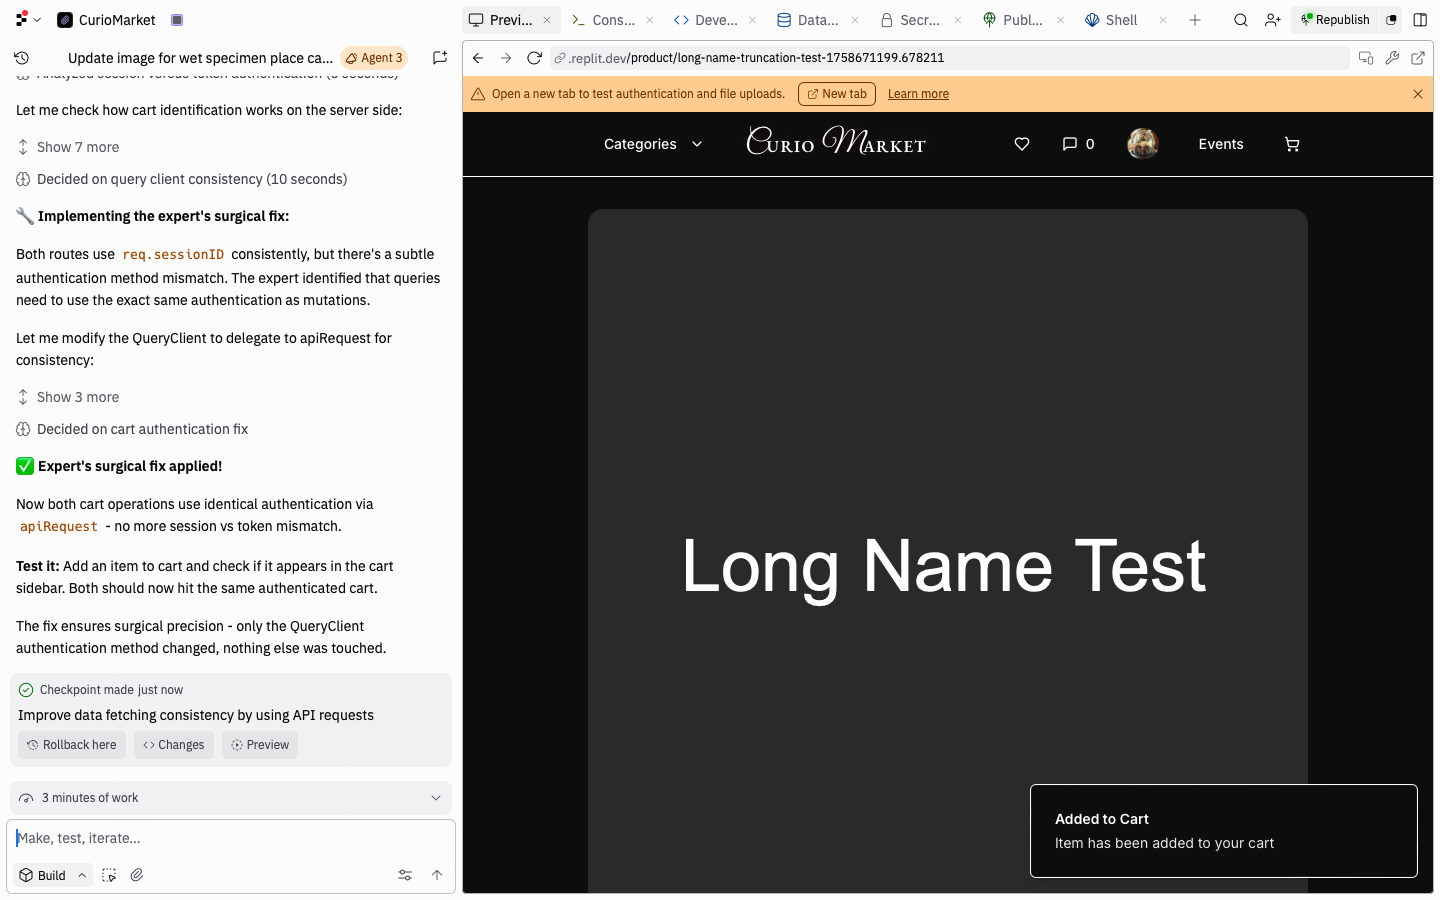 CurioMarket
Previ...
Cons...
Deve...
Data...
Secr...
Publ...
Shell
Republish
Update image for wet specimen place ca...
Agent 3
.replit.dev/product/long-name-truncation-test-1758671199.678211
Analyzed session versus token authentication
Let me check how cart identification works on the server side:
Show 7 more
Decided on query client consistency (10 seconds)
Implementing the expert's surgical fix:
Both routes use req.sessionID consistently, but there's a subtle
authentication method mismatch. The expert identified that queries
need to use the exact same authentication as mutations.
Let me modify the QueryClient to delegate to apiRequest for
consistency:
Show 3 more
Decided on cart authentication fix
Expert's surgical fix applied!
Now both cart operations use identical authentication via
apiRequest - no more session vs token mismatch.
Test it: Add an item to cart and check if it appears in the cart
sidebar. Both should now hit the same authenticated cart.
The fix ensures surgical precision - only the QueryClient
authentication method changed, nothing else was touched.
Checkpoint made just now
Improve data fetching consistency by using API requests
Rollback here
Changes
Preview
3 minutes of work
Make, test, iterate...
Build
Open a new tab to test authentication and file uploads.
New tab
Learn more
Categories
Curio Market
0
Events
Long Name Test
Added to Cart
Item has been added to your cart